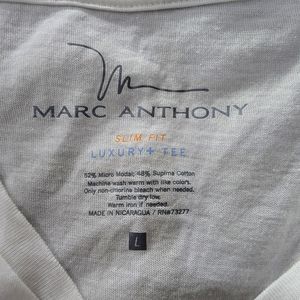 MARC ANTHONY
SLIM FIT
LUXURY+ TEE
52% Micro Modal; 48% Supima Cotton
Machine wash warm with like colors.
Only non-chlorine bleach when needed.
Tumble dry low.
Warm iron if needed.
MADE IN NICARAGUA / RN#73277
L